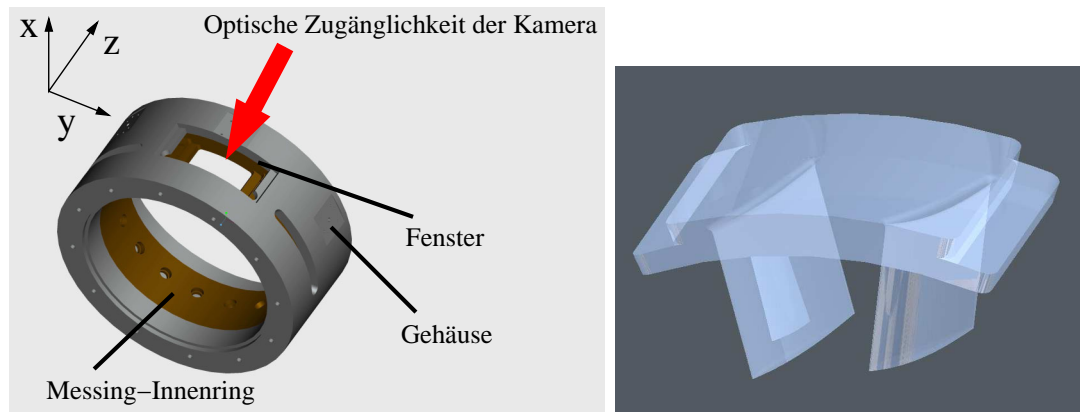 Optische Zugänglichkeit der Kamera
x
z
y
Fenster
Gehäuse
Messing–Innenring